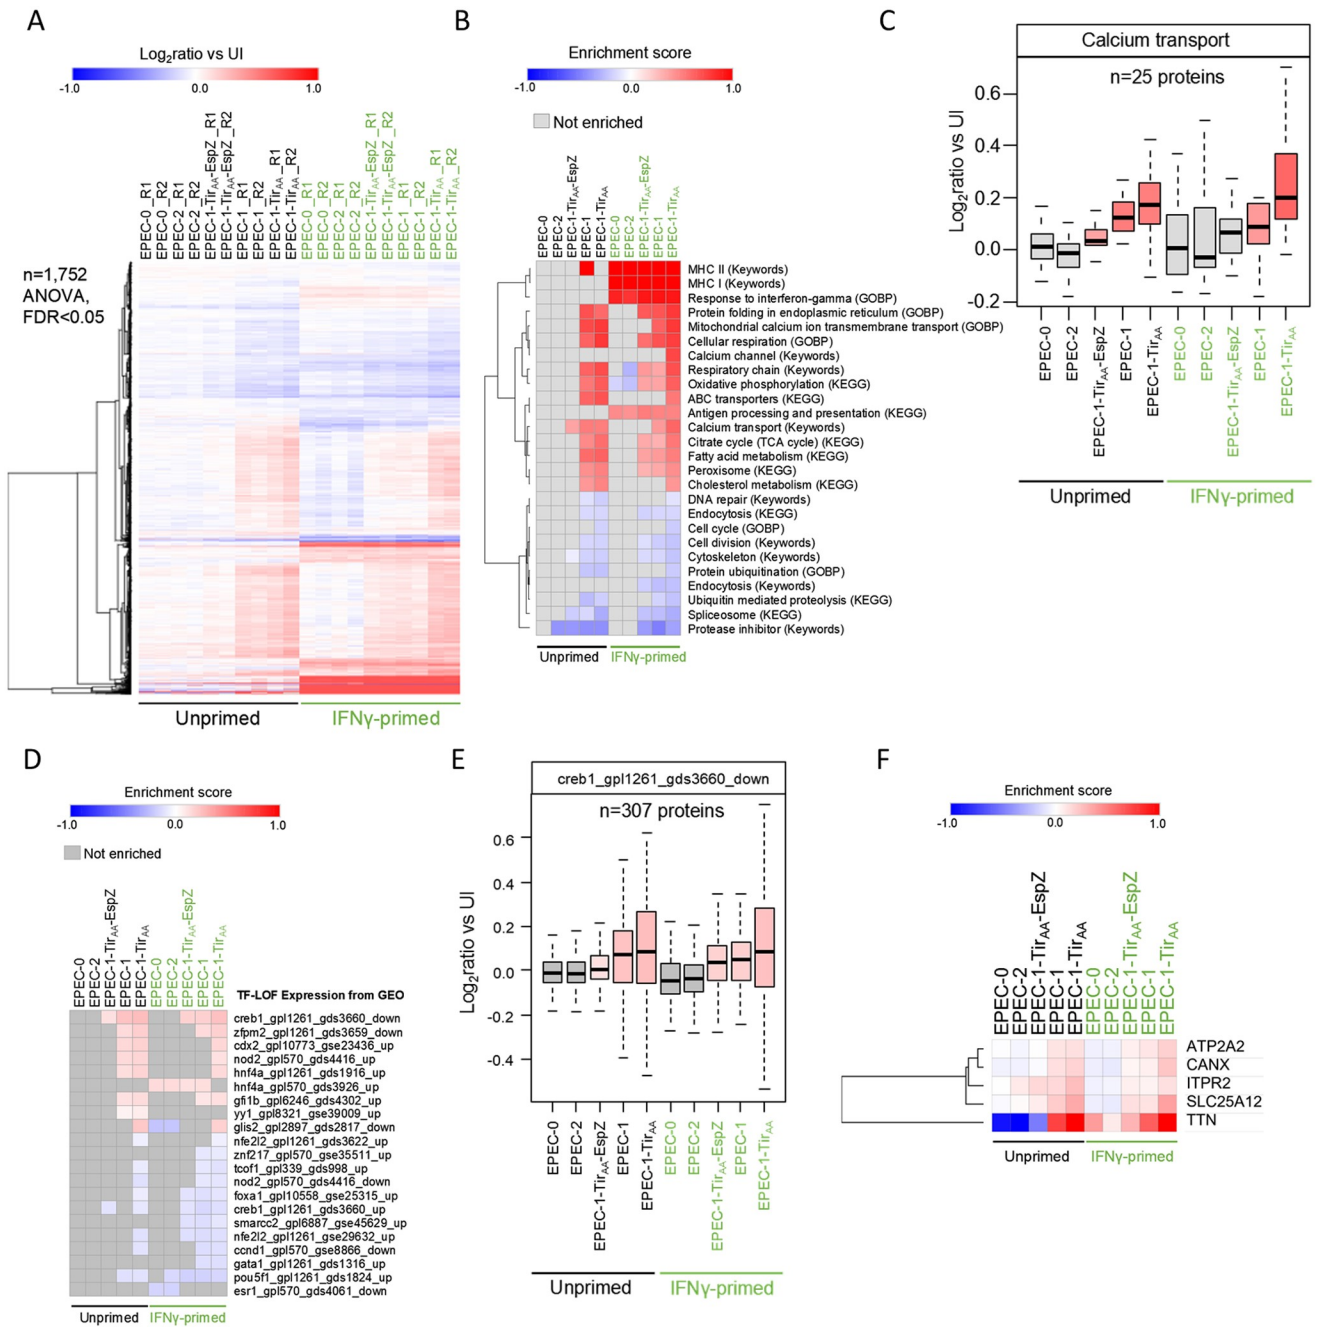 A
Log2ratio vs UI
-1.0
0.0
1.0
EPEC-0_R1
EPEC-0_R2
EPEC-2_R1
EPEC-2_R2
EPEC-1-TirAA-EspZ_R1
EPEC-1-TirAA-EspZ_R2
EPEC-1_R1
EPEC-1_R2
EPEC-1-TirAA_R1
EPEC-1-TirAA_R2
EPEC-0_R1
EPEC-0_R2
EPEC-2_R1
EPEC-2_R2
EPEC-1-TirAA-EspZ_R1
EPEC-1-TirAA-EspZ_R2
EPEC-1_R1
EPEC-1_R2
EPEC-1-TirAA_R1
EPEC-1-TirAA_R2
n=1,752
ANOVA,
FDR<0.05
Unprimed
IFNγ-primed
B
Enrichment score
-1.0
0.0
1.0
Not enriched
EPEC-0
EPEC-2
EPEC-1-TirAA-EspZ
EPEC-1
EPEC-1-TirAA
EPEC-0
EPEC-2
EPEC-1-TirAA-EspZ
EPEC-1
EPEC-1-TirAA
MHC II (Keywords)
MHC I (Keywords)
Response to interferon-gamma (GOBP)
Protein folding in endoplasmic reticulum (GOBP)
Mitochondrial calcium ion transmembrane transport (GOBP)
Cellular respiration (GOBP)
Calcium channel (Keywords)
Respiratory chain (Keywords)
Oxidative phosphorylation (KEGG)
ABC transporters (KEGG)
Antigen processing and presentation (KEGG)
Calcium transport (Keywords)
Citrate cycle (TCA cycle) (KEGG)
Fatty acid metabolism (KEGG)
Peroxisome (KEGG)
Cholesterol metabolism (KEGG)
DNA repair (Keywords)
Endocytosis (KEGG)
Cell cycle (GOBP)
Cell division (Keywords)
Cytoskeleton (Keywords)
Protein ubiquitination (GOBP)
Endocytosis (Keywords)
Ubiquitin mediated proteolysis (KEGG)
Spliceosome (KEGG)
Protease inhibitor (Keywords)
Unprimed
IFNγ-primed
C
Calcium transport
n=25 proteins
Log2ratio vs UI
0.6
0.4
0.2
0.0
-0.2
EPEC-0
EPEC-2
EPEC-1-TirAA-EspZ
EPEC-1
EPEC-1-TirAA
EPEC-0
EPEC-2
EPEC-1-TirAA-EspZ
EPEC-1
EPEC-1-TirAA
Unprimed
IFNγ-primed
D
Enrichment score
-1.0
0.0
1.0
Not enriched
EPEC-0
EPEC-2
EPEC-1-TirAA-EspZ
EPEC-1
EPEC-1-TirAA
EPEC-0
EPEC-2
EPEC-1-TirAA-EspZ
EPEC-1
EPEC-1-TirAA
TF-LOF Expression from GEO
creb1_gpl1261_gds3660_down
zfpm2_gpl1261_gds3659_down
cdx2_gpl10773_gse23436_up
nod2_gpl570_gds4416_up
hnf4a_gpl1261_gds1916_up
hnf4a_gpl570_gds3926_up
gfi1b_gpl6246_gds4302_up
yy1_gpl8321_gse39009_up
glis2_gpl2897_gds2817_down
nfe2l2_gpl1261_gds3622_up
znf217_gpl570_gse35511_up
tcof1_gpl339_gds998_up
nod2_gpl570_gds4416_down
foxa1_gpl10558_gse25315_up
creb1_gpl1261_gds3660_up
smarcc2_gpl6887_gse45629_up
nfe2l2_gpl1261_gse29632_up
ccnd1_gpl570_gse8866_down
gata1_gpl1261_gds1316_up
pou5f1_gpl1261_gds1824_up
esr1_gpl570_gds4061_down
Unprimed
IFNγ-primed
E
creb1_gpl1261_gds3660_down
n=307 proteins
Log2ratio vs UI
0.6
0.4
0.2
0.0
-0.2
-0.4
EPEC-0
EPEC-2
EPEC-1-TirAA-EspZ
EPEC-1
EPEC-1-TirAA
EPEC-0
EPEC-2
EPEC-1-TirAA-EspZ
EPEC-1
EPEC-1-TirAA
Unprimed
IFNγ-primed
F
Enrichment score
-1.0
0.0
1.0
EPEC-0
EPEC-2
EPEC-1-TirAA-EspZ
EPEC-1
EPEC-1-TirAA
EPEC-0
EPEC-2
EPEC-1-TirAA-EspZ
EPEC-1
EPEC-1-TirAA
ATP2A2
CANX
ITPR2
SLC25A12
TTN
Unprimed
IFNγ-primed